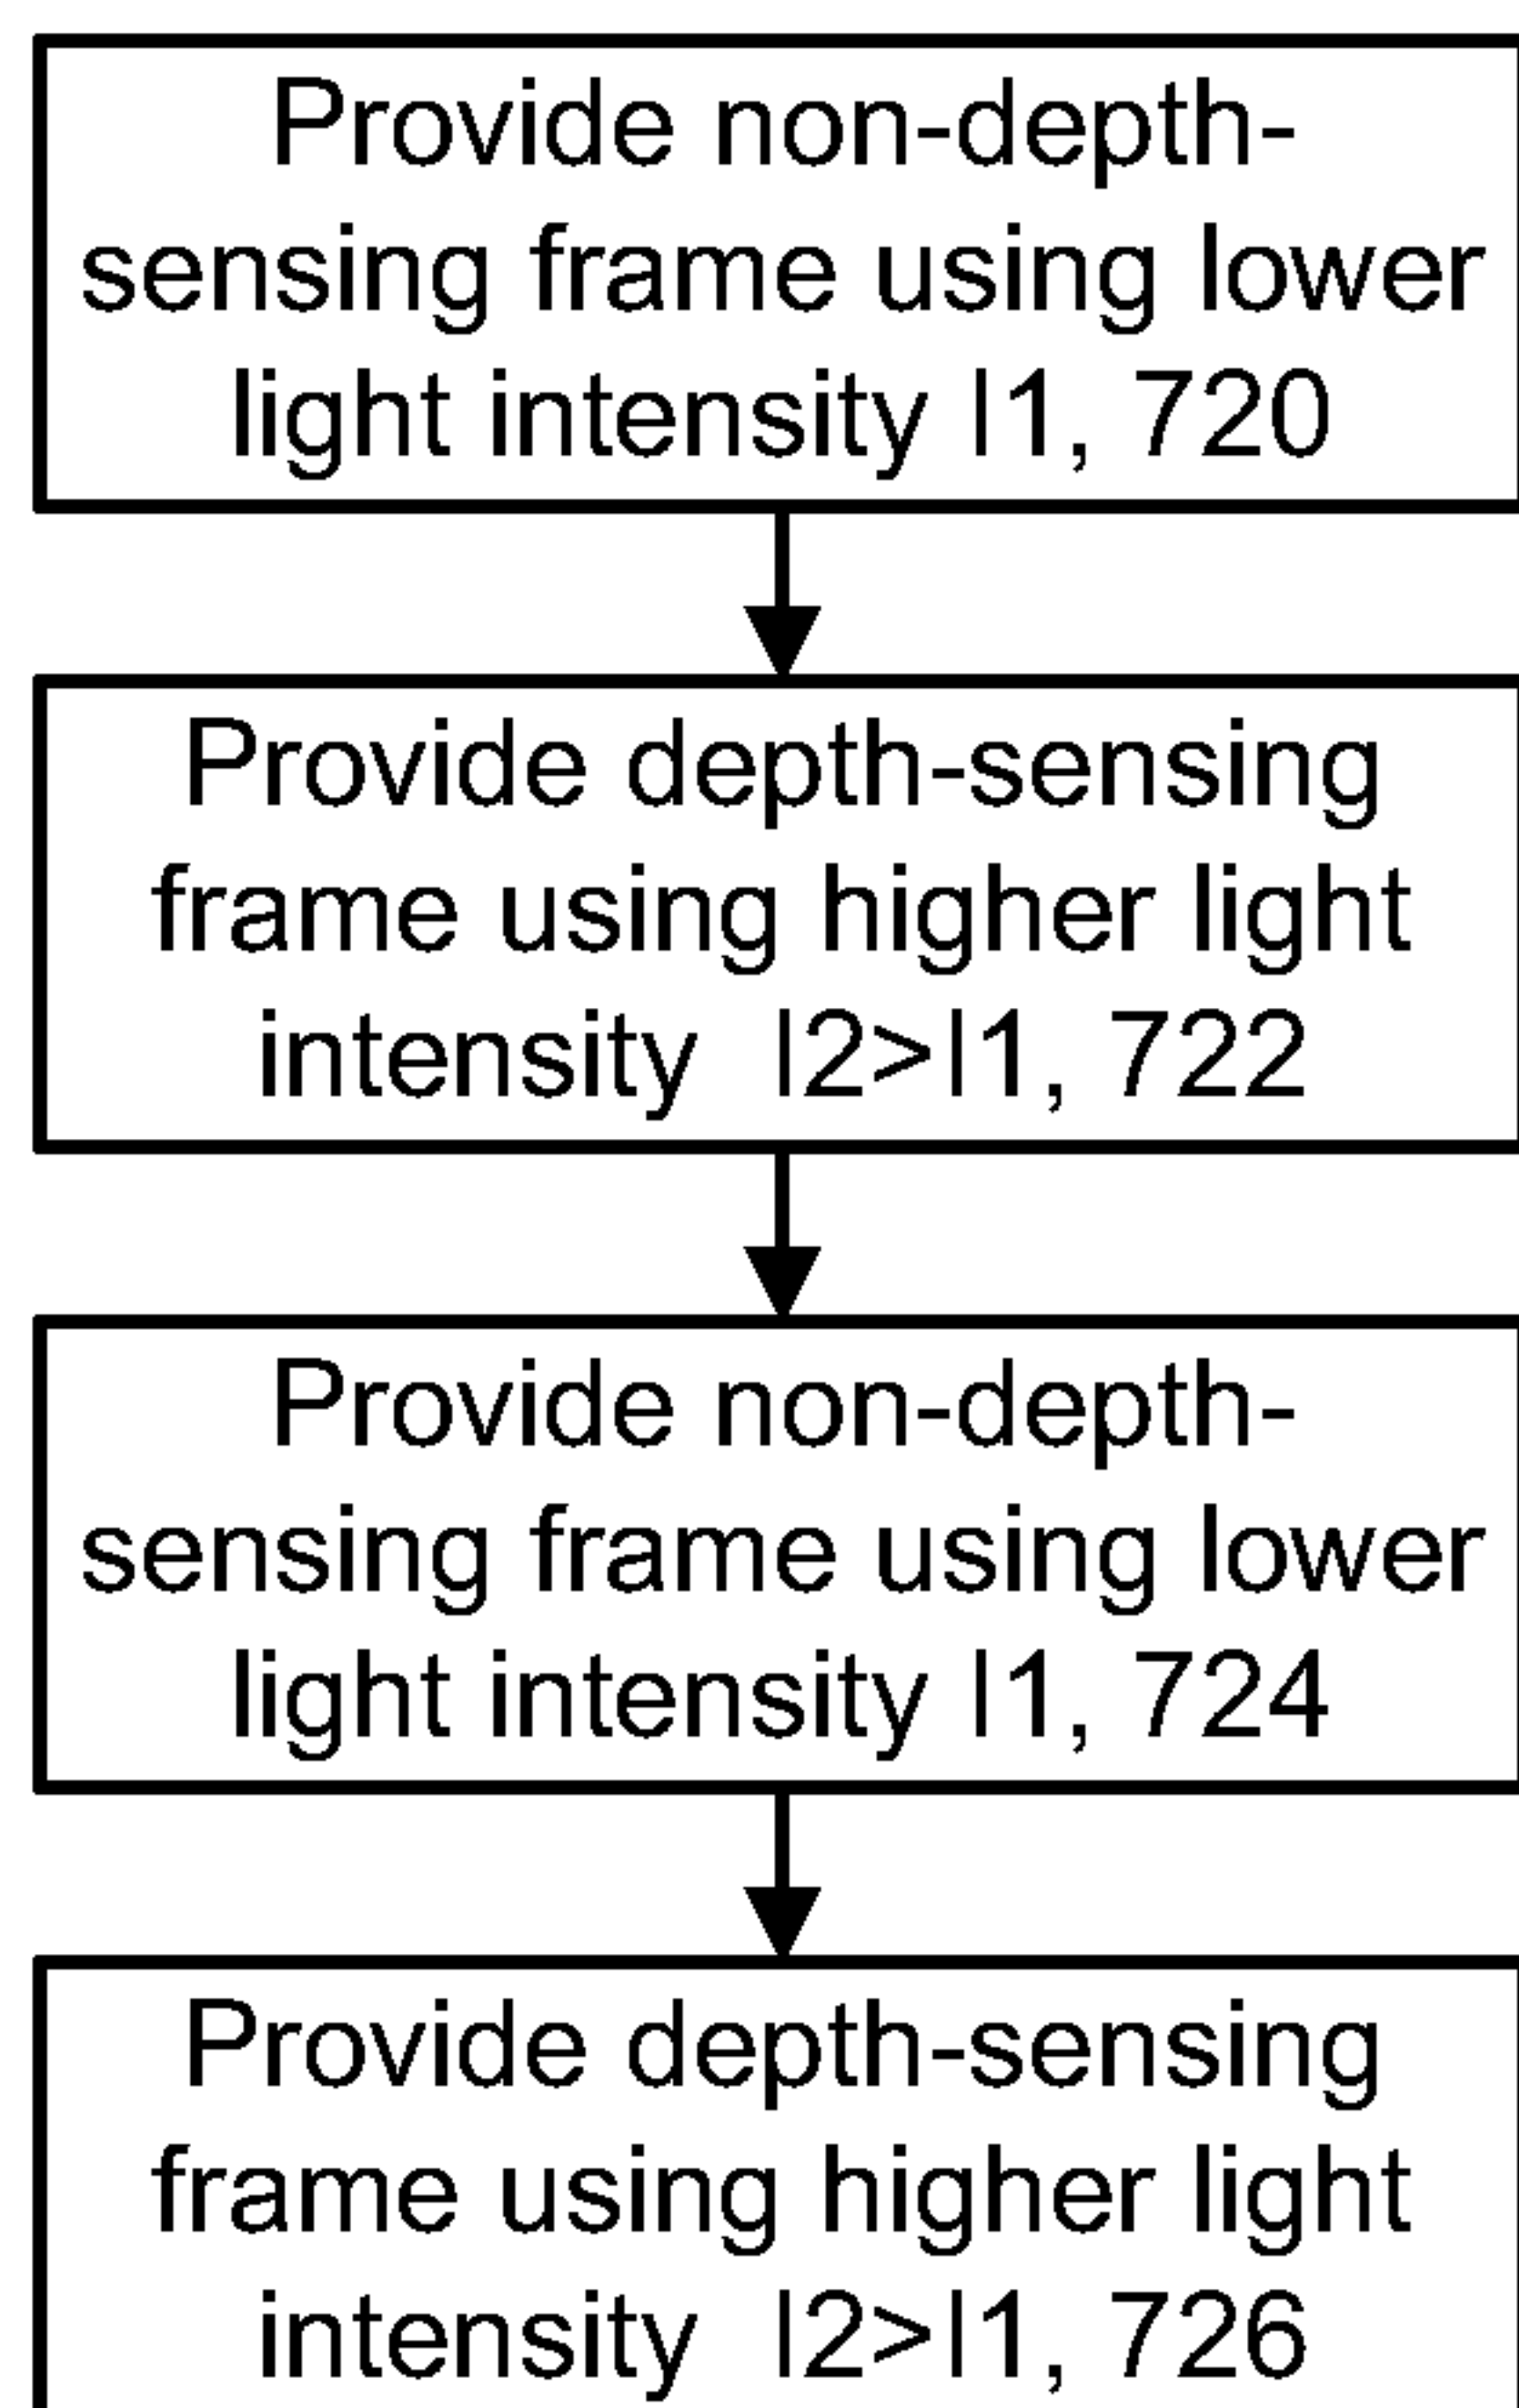 Provide non-depth-
sensing frame using lower
light intensity I1, 720
Provide depth-sensing
frame using higher light
intensity  I2>I1, 722
Provide non-depth-
sensing frame using lower
light intensity I1, 724
Provide depth-sensing
frame using higher light
intensity  I2>I1, 726